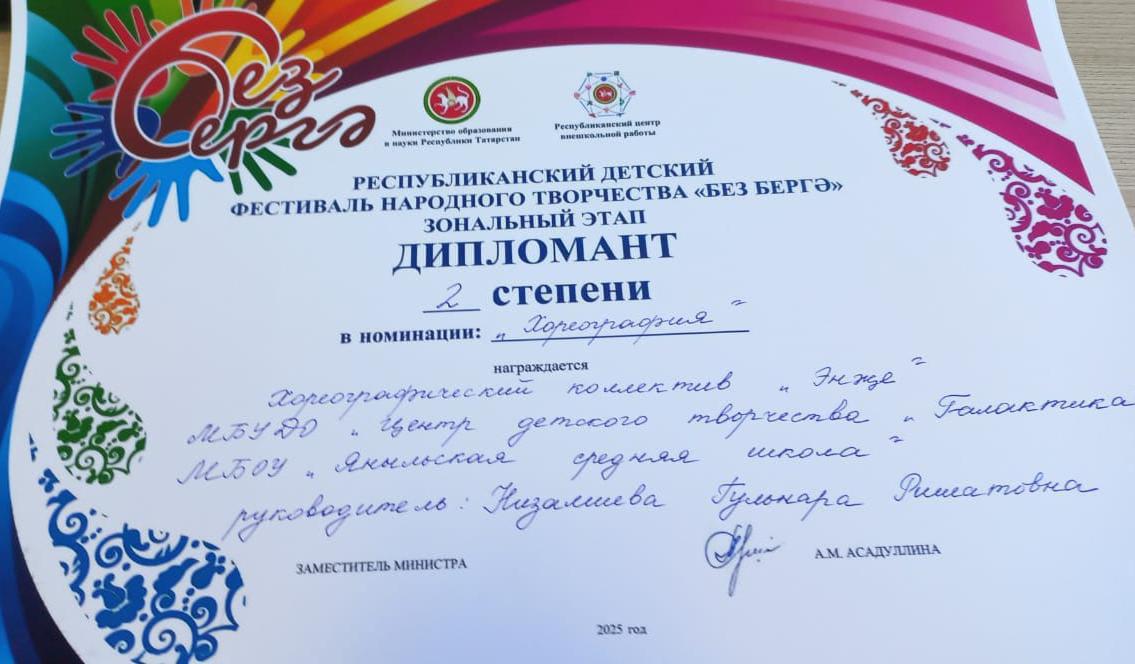 Без
Бергə
Министерство образования
и науки Республики Татарстан
Республиканский центр
внешкольной работы
РЕСПУБЛИКАНСКИЙ ДЕТСКИЙ
ФЕСТИВАЛЬ НАРОДНОГО ТВОРЧЕСТВА «БЕЗ БЕРГƏ»
ЗОНАЛЬНЫЙ ЭТАП
ДИПЛОМАНТ
2 степени
в номинации: „Хореография"
награждается
Хореографический коллектив „Энже"
МБУДО „Центр детского творчества „Галактика
МБОУ „Яныльская средняя школа"
руководитель: Низамиева Гульнара Ришатовна
ЗАМЕСТИТЕЛЬ МИНИСТРА А.М. АСАДУЛЛИНА
2025 год